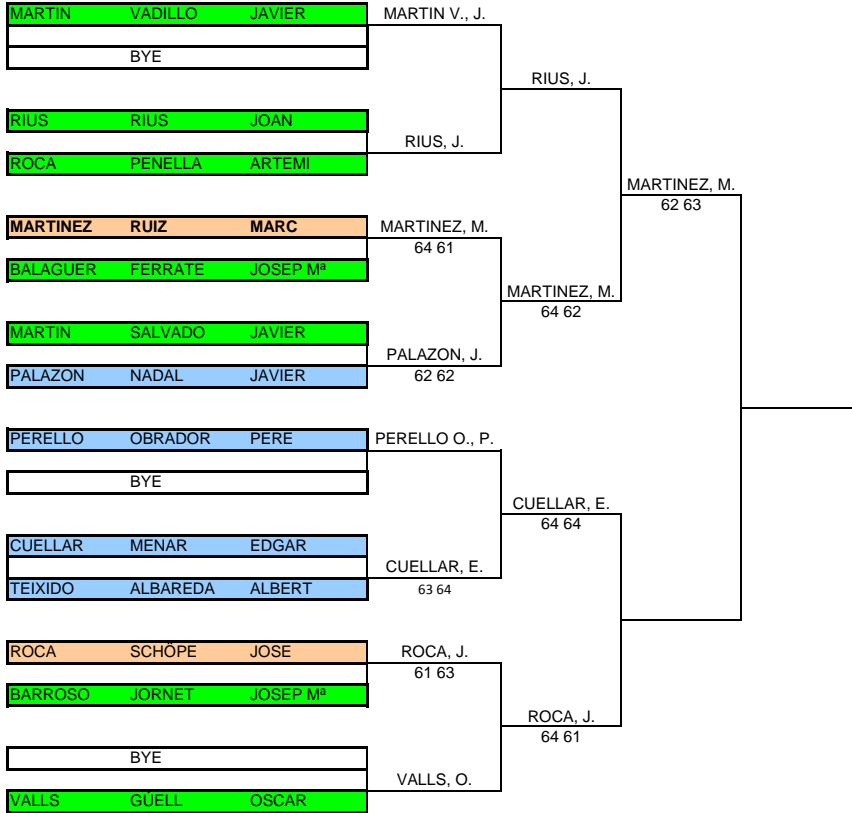 MARTIN VADILLO JAVIER
MARTIN V., J.
BYE
RIUS, J.
RIUS RIUS JOAN
RIUS, J.
ROCA PENELLA ARTEMI
MARTINEZ, M.
62 63
MARTINEZ RUIZ MARC
MARTINEZ, M.
64 61
BALAGUER FERRATE JOSEP Mª
MARTINEZ, M.
64 62
MARTIN SALVADO JAVIER
PALAZON, J.
62 62
PALAZON NADAL JAVIER
PERELLO OBRADOR PERE
PERELLO O., P.
BYE
CUELLAR, E.
64 64
CUELLAR MENAR EDGAR
CUELLAR, E.
63 64
TEIXIDO ALBAREDA ALBERT
ROCA SCHÖPE JOSE
ROCA, J.
61 63
BARROSO JORNET JOSEP Mª
ROCA, J.
64 61
BYE
VALLS, O.
VALLS GÜELL OSCAR